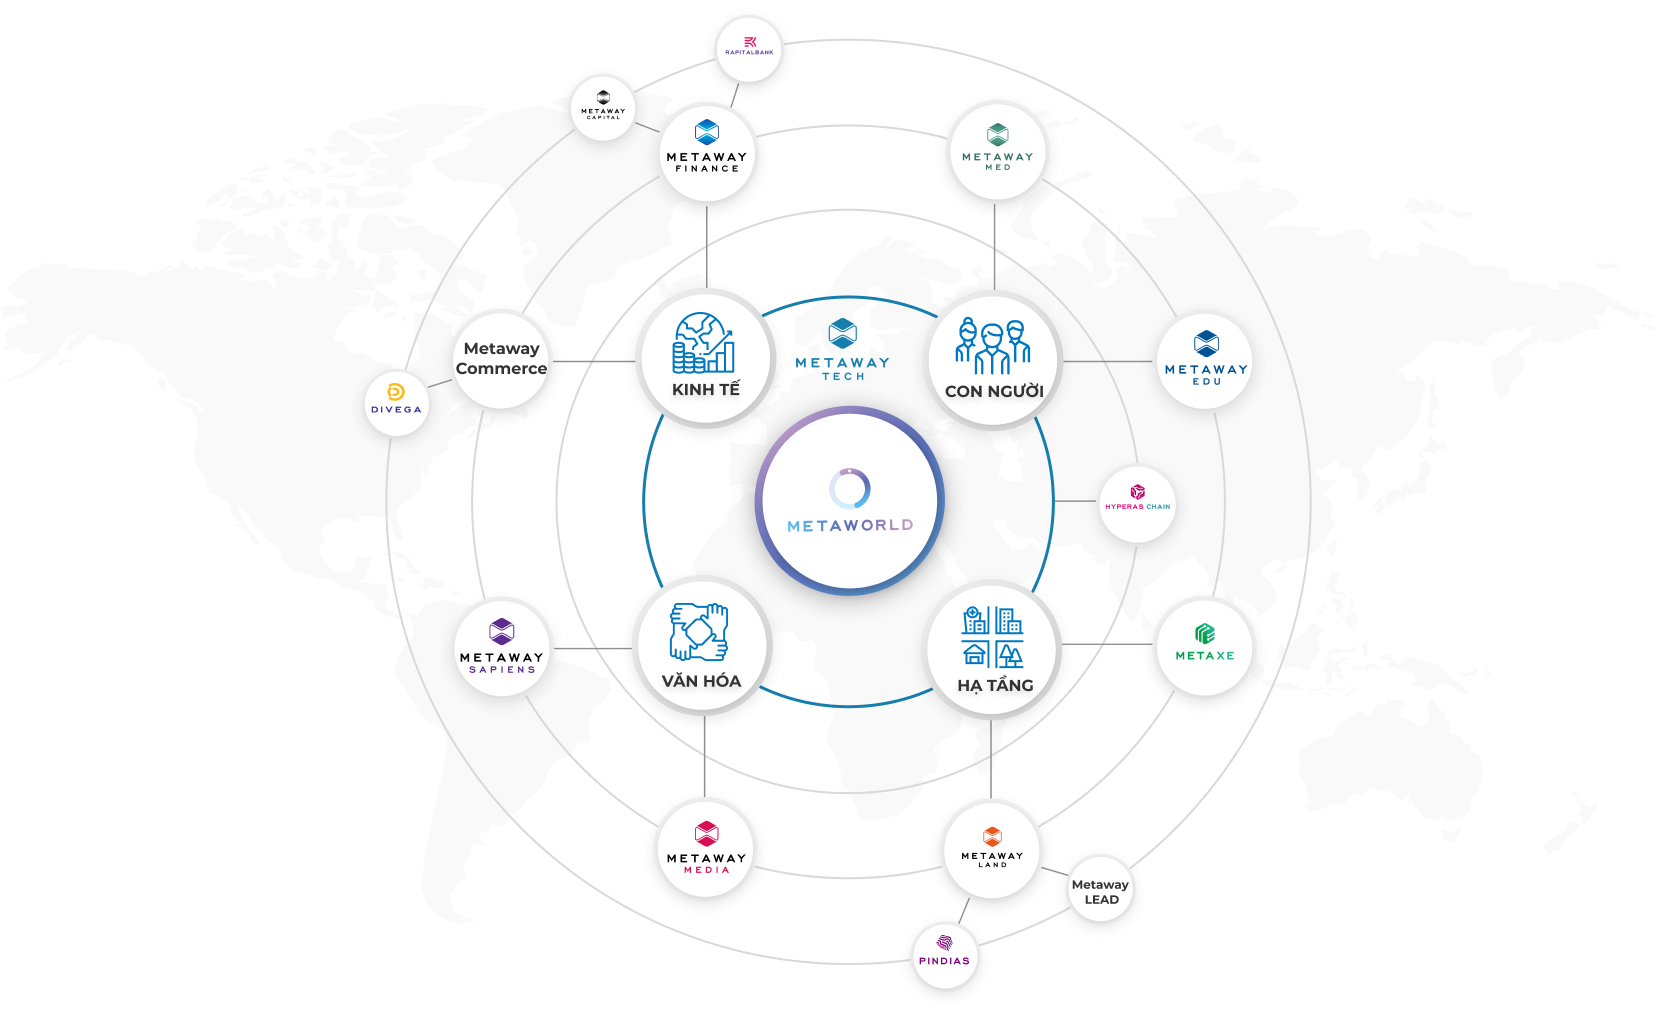 RAPITALBANK
METAWAY
CAPITAL
METAWAY
FINANCE
METAWAY
MED
Metaway
Commerce
DIVEGA
KINH TẾ
METAWAY
TECH
CON NGƯỜI
METAWAY
EDU
METAWORLD
HYPERAS CHAIN
METAWAY
SAPIENS
VĂN HÓA
HẠ TẦNG
METAXE
METAWAY
MEDIA
METAWAY
LAND
Metaway
LEAD
PINDIAS